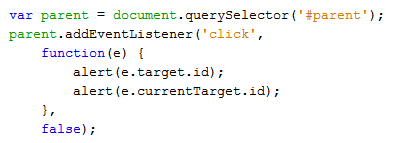 var parent = document.querySelector('#parent');
parent.addEventListener('click',
    function(e) {
        alert(e.target.id);
        alert(e.currentTarget.id);
    },
    false);